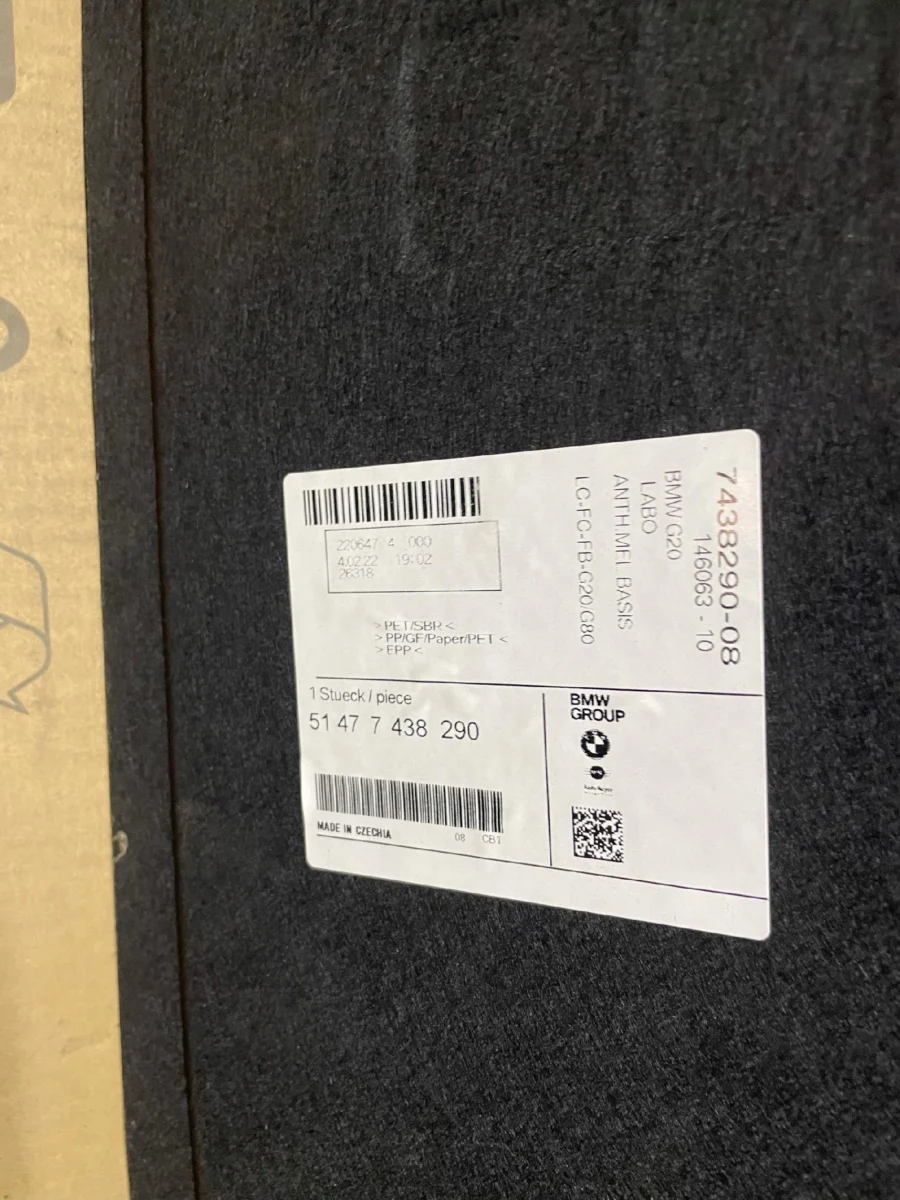 220647 4 000
4.02.22 19:02
26318
>PET/SBR<
>PP/GF/Paper/PET<
>EPP<
7438290-08
146063 - 10
BMW G20
LABO
ANTH.MEL BASIS
LC-FC-FB-G20/G80
1 Stueck / piece
51 47 7 438 290
MADE IN CZECHIA
08 CB1
BMW
GROUP